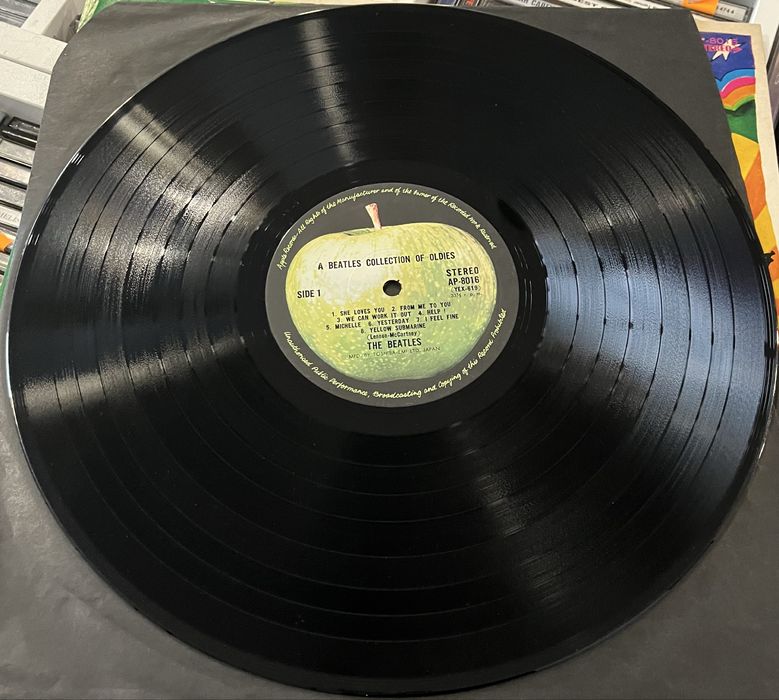 Apple Records. All Rights of the Manufacturer and of the Owner of the Recorded Work Reserved
A BEATLES COLLECTION OF OLDIES
STEREO
AP-8016
YEX-619
SIDE 1
1. SHE LOVES YOU 2. FROM ME TO YOU
3. WE CAN WORK IT OUT 4. HELP !
5. MICHELLE 6. YESTERDAY 7. I FEEL FINE
8. YELLOW SUBMARINE
(Lennon-McCartney)
THE BEATLES
MFD. BY TOSHIBA-EMI LTD. JAPAN
Unauthorised Public Performance, Broadcasting and Copying of this Record Prohibited